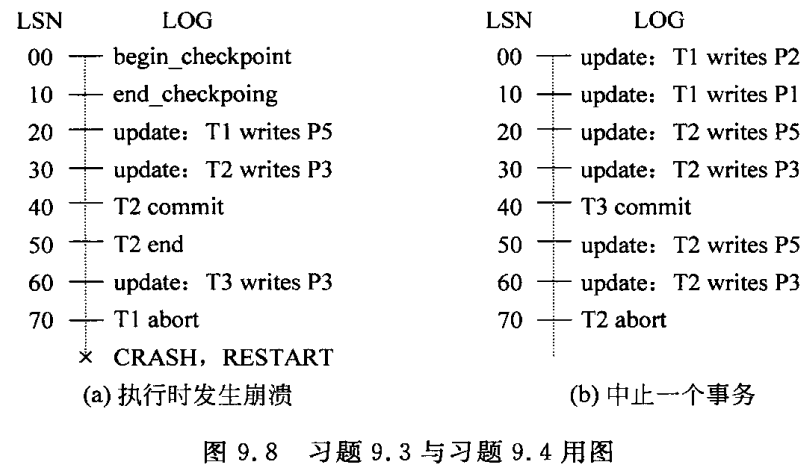 LSN LOG
00 begin_checkpoint
10 end_checkpoing
20 update: T1 writes P5
30 update: T2 writes P3
40 T2 commit
50 T2 end
60 update: T3 writes P3
70 T1 abort
× CRASH, RESTART
(a) 执行时发生崩溃
LSN LOG
00 update: T1 writes P2
10 update: T1 writes P1
20 update: T2 writes P5
30 update: T2 writes P3
40 T3 commit
50 update: T2 writes P5
60 update: T2 writes P3
70 T2 abort
(b) 中止一个事务
图 9.8 习题 9.3 与习题 9.4 用图